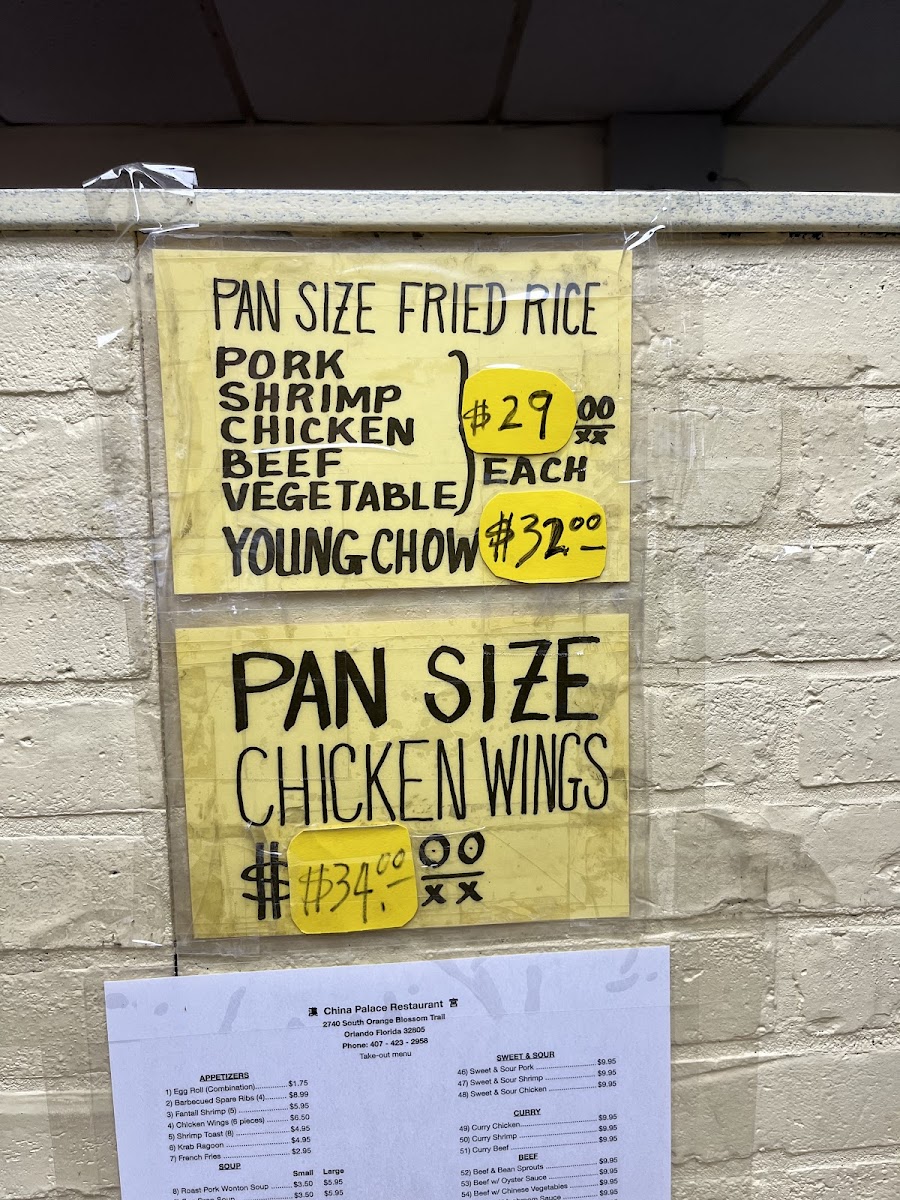 PAN SIZE FRIED RICE
PORK
SHRIMP
CHICKEN
BEEF
VEGETABLE
$29 00
xx
EACH
YOUNG CHOW $32.00
PAN SIZE
CHICKEN WINGS
$ $34.00 00
xx
漢 China Palace Restaurant 宮
2740 South Orange Blossom Trail
Orlando Florida 32805
Phone: 407 - 423 - 2958
Take-out menu
APPETIZERS
1) Egg Roll (Combination) $1.75
2) Barbecued Spare Ribs (4) $8.99
3) Fantail Shrimp (5) $5.95
4) Chicken Wings (6 pieces) $6.50
5) Shrimp Toast (8) $4.95
6) Krab Ragoon $4.95
7) French Fries $2.95
SOUP
Small Large
8) Roast Pork Wonton Soup $3.50 $5.95
Soup $3.50 $5.95
SWEET & SOUR
46) Sweet & Sour Pork $9.95
47) Sweet & Sour Shrimp $9.95
48) Sweet & Sour Chicken $9.95
CURRY
49) Curry Chicken $9.95
50) Curry Shrimp $9.95
51) Curry Beef $9.95
BEEF
52) Beef & Bean Sprouts $9.95
53) Beef w/ Oyster Sauce $9.95
54) Beef w/ Chinese Vegetables $9.95
Mushroom Sauce $9.95